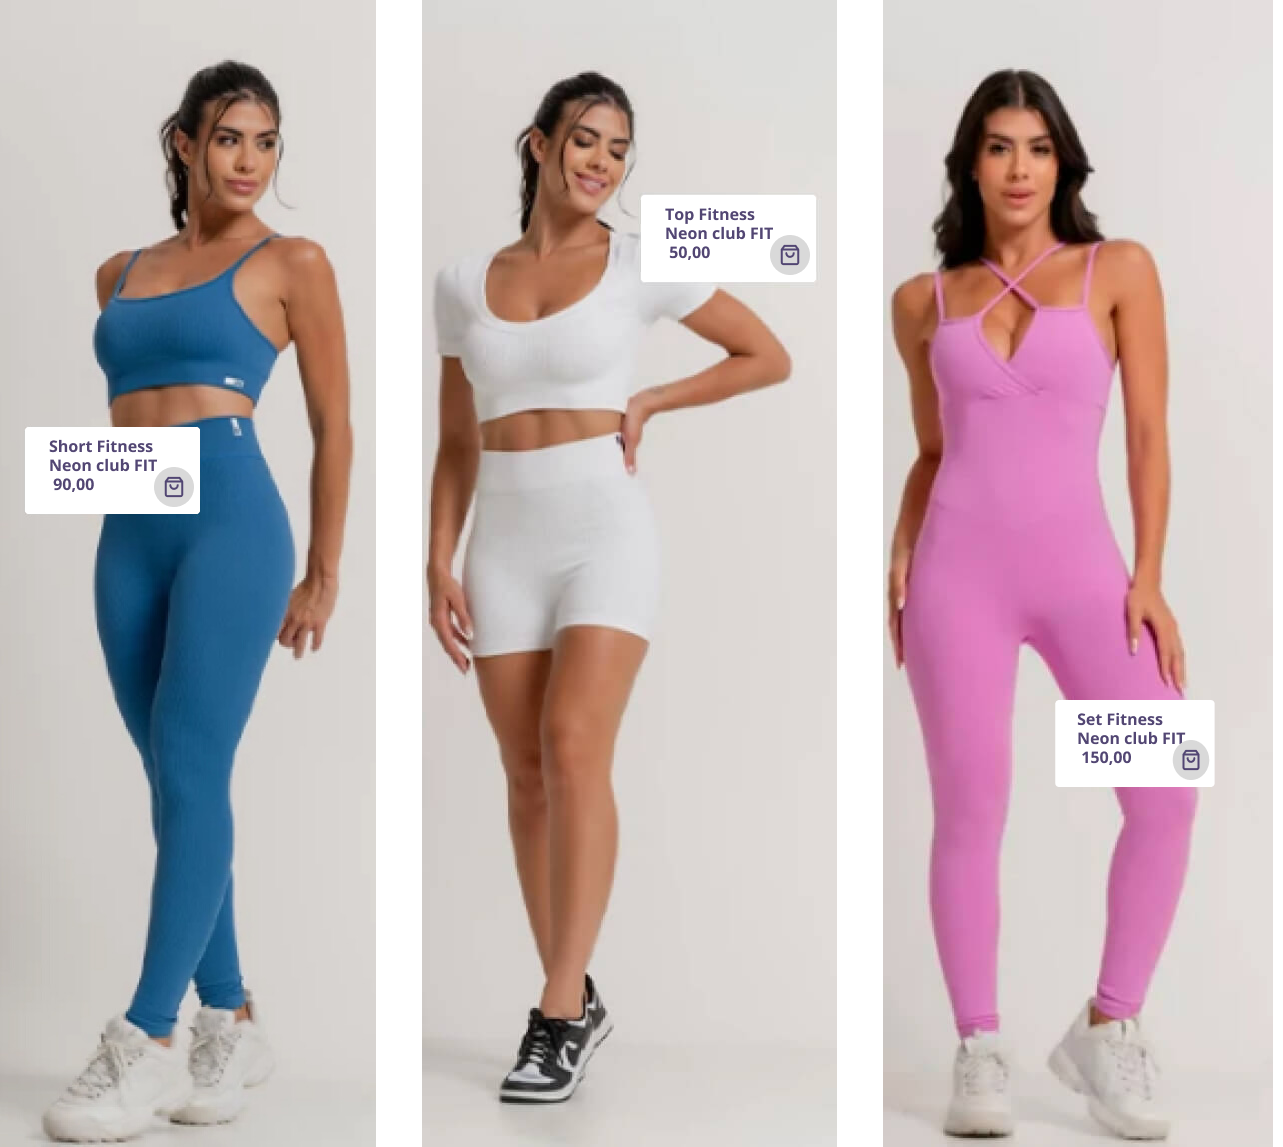 Short Fitness
Neon club FIT
90,00
Top Fitness
Neon club FIT
50,00
Set Fitness
Neon club FIT
150,00